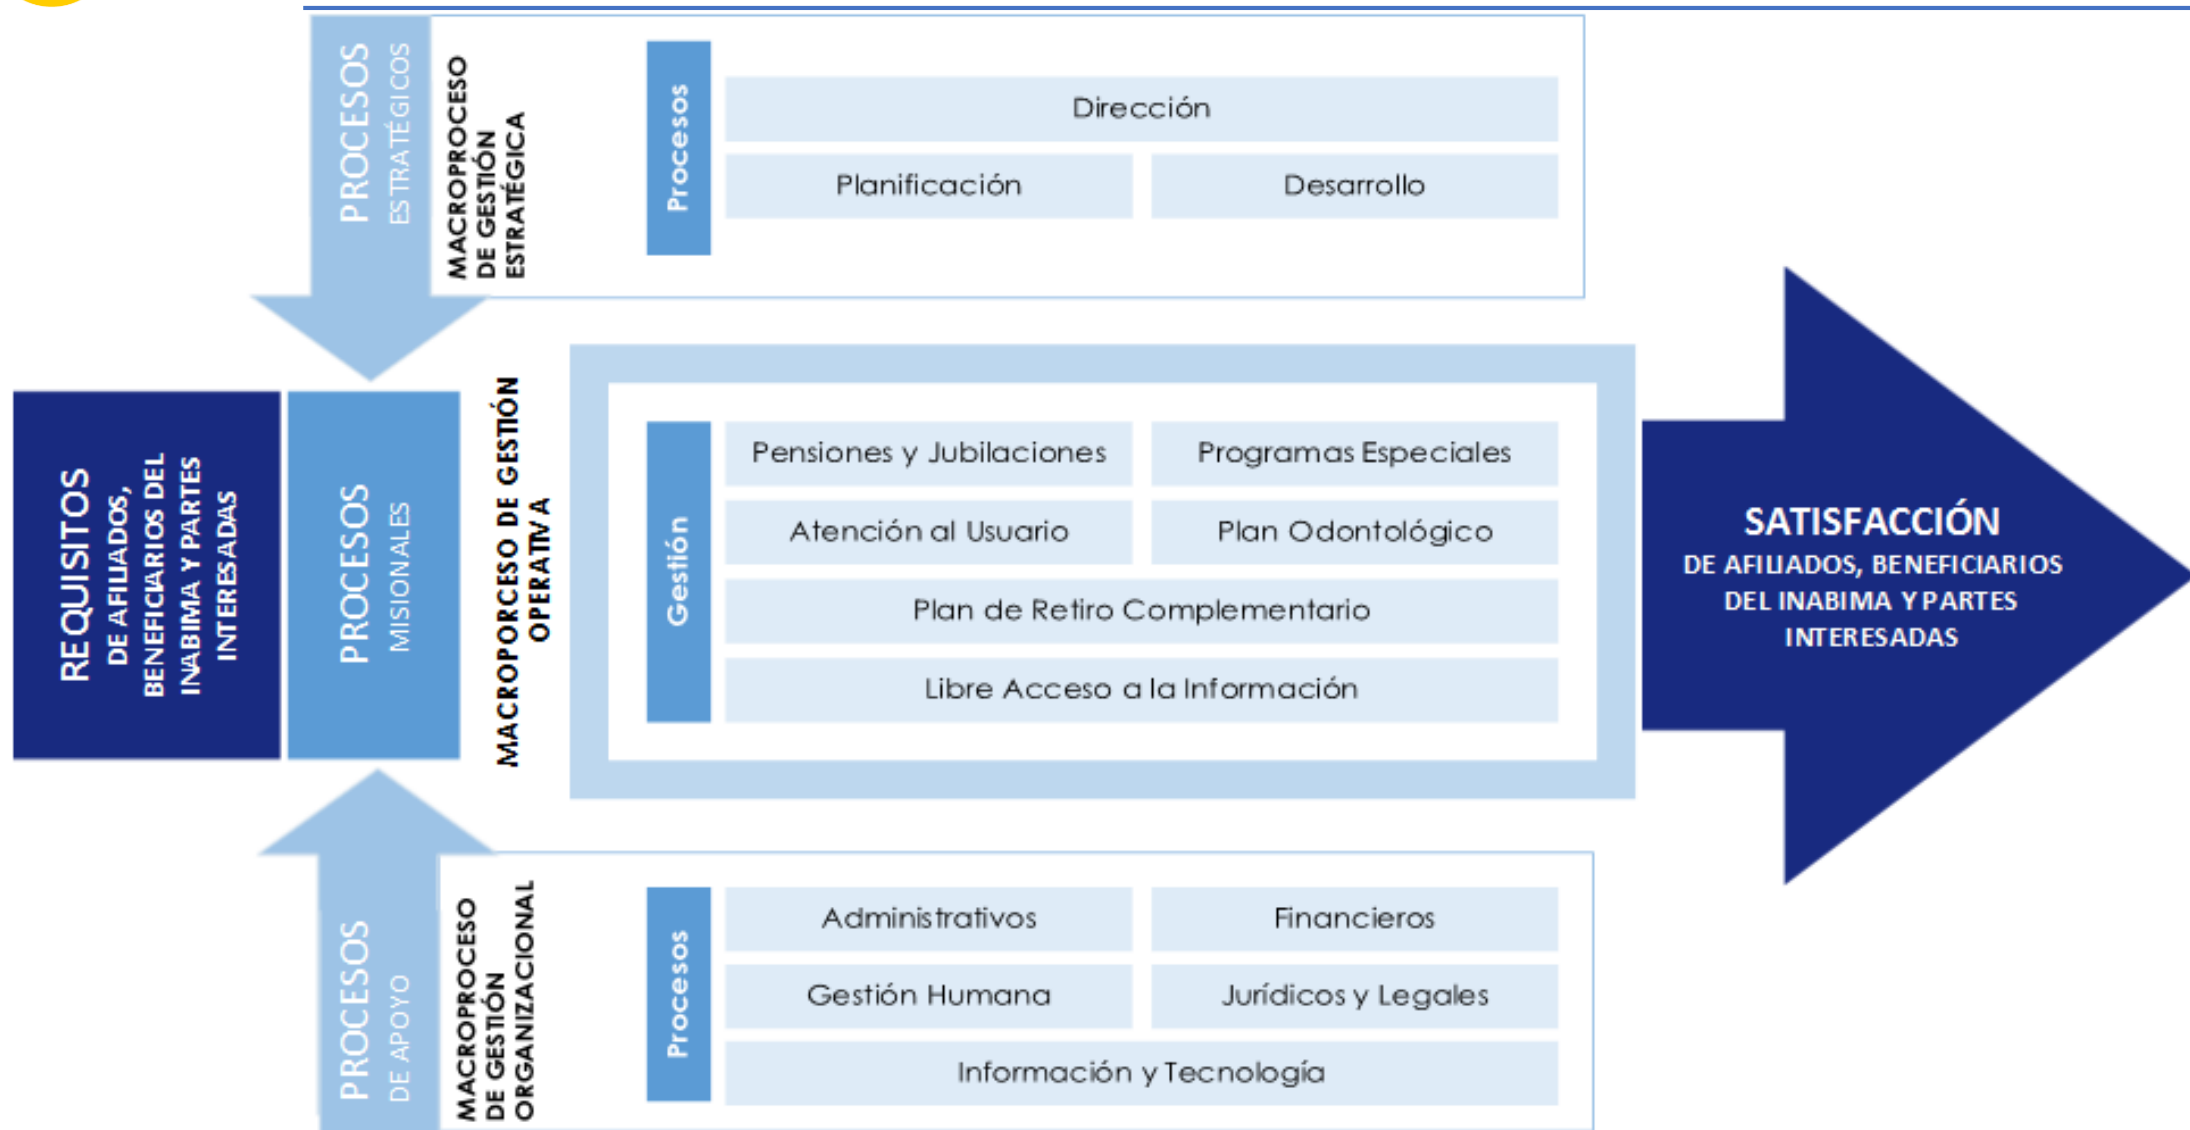 PROCESOS
ESTRATÉGICOS
MACROPROCESO
DE GESTIÓN
ESTRATÉGICA
Procesos
Dirección
Planificación
Desarrollo
REQUISITOS
DE AFILIADOS,
BENEFICIARIOS DEL
INABIMA Y PARTES
INTERESADAS
PROCESOS
MISIONALES
MACROPORCESO DE GESTIÓN
OPERATIVA
Gestión
Pensiones y Jubilaciones
Programas Especiales
Atención al Usuario
Plan Odontológico
Plan de Retiro Complementario
Libre Acceso a la Información
SATISFACCIÓN
DE AFILIADOS, BENEFICIARIOS
DEL INABIMA Y PARTES
INTERESADAS
PROCESOS
DE APOYO
MACROPROCESO
DE GESTIÓN
ORGANIZACIONAL
Procesos
Administrativos
Financieros
Gestión Humana
Jurídicos y Legales
Información y Tecnología